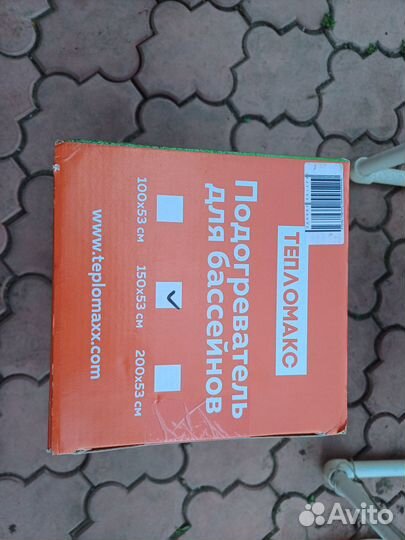 ТЕПЛОМАКС
Подогреватель
для бассейнов
100x53 см
150x53 см
200x53 см
www.teplomaxx.com
Avito